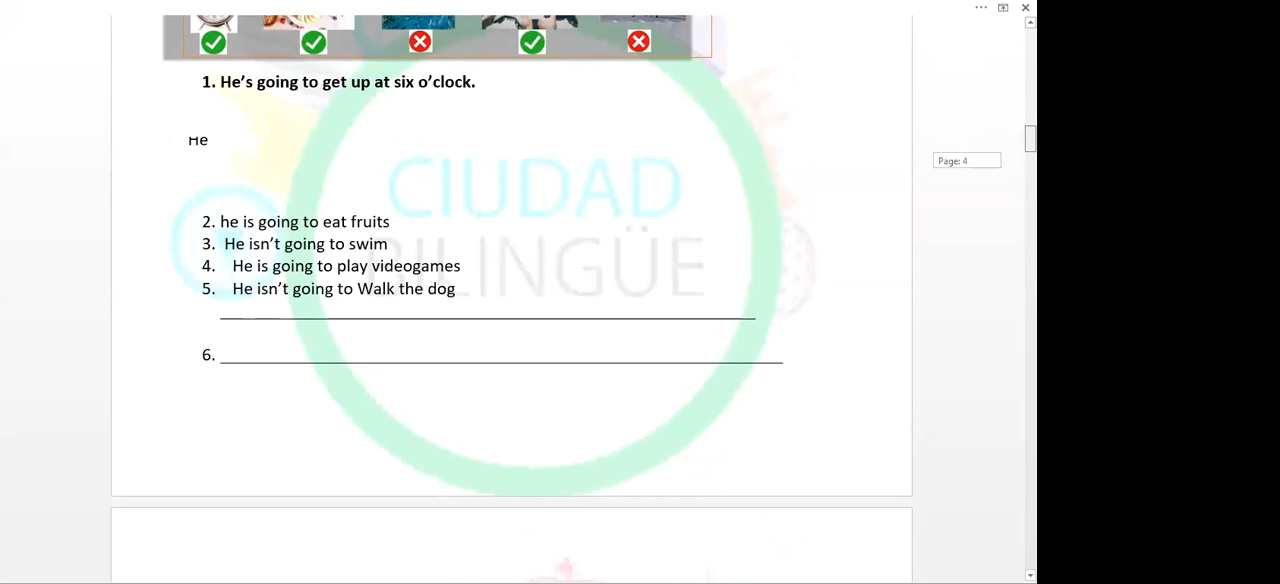 1. He’s going to get up at six o’clock.
He
Page: 4
CIUDAD
BILINGÜE
2. he is going to eat fruits
3. He isn’t going to swim
4. He is going to play videogames
5. He isn’t going to Walk the dog
6.